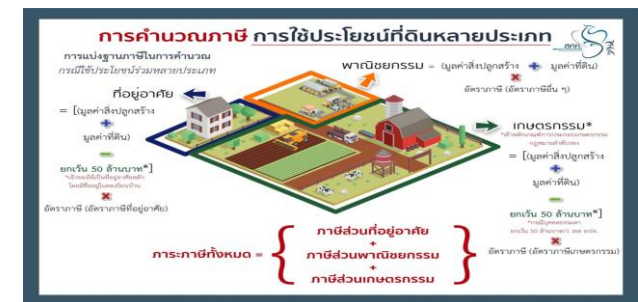 การคำนวณภาษี การใช้ประโยชน์ที่ดินหลายประเภท
สถ.
การแบ่งฐานภาษีในการคำนวณ
กรณีใช้ประโยชน์ร่วมหลายประเภท
พาณิชยกรรม = (มูลค่าสิ่งปลูกสร้าง + มูลค่าที่ดิน)
อัตราภาษี (อัตราภาษีอื่น ๆ)
ที่อยู่อาศัย
= [(มูลค่าสิ่งปลูกสร้าง
มูลค่าที่ดิน)
ยกเว้น 50 ล้านบาท*]
อัตราภาษี (อัตราภาษีที่อยู่อาศัย)
เกษตรกรรม*
= [(มูลค่าสิ่งปลูกสร้าง
มูลค่าที่ดิน)
ยกเว้น 50 ล้านบาท*]
อัตราภาษี (อัตราภาษีเกษตรกรรม)
ภาระภาษีทั้งหมด =
ภาษีส่วนที่อยู่อาศัย
+
ภาษีส่วนพาณิชยกรรม
+
ภาษีส่วนเกษตรกรรม